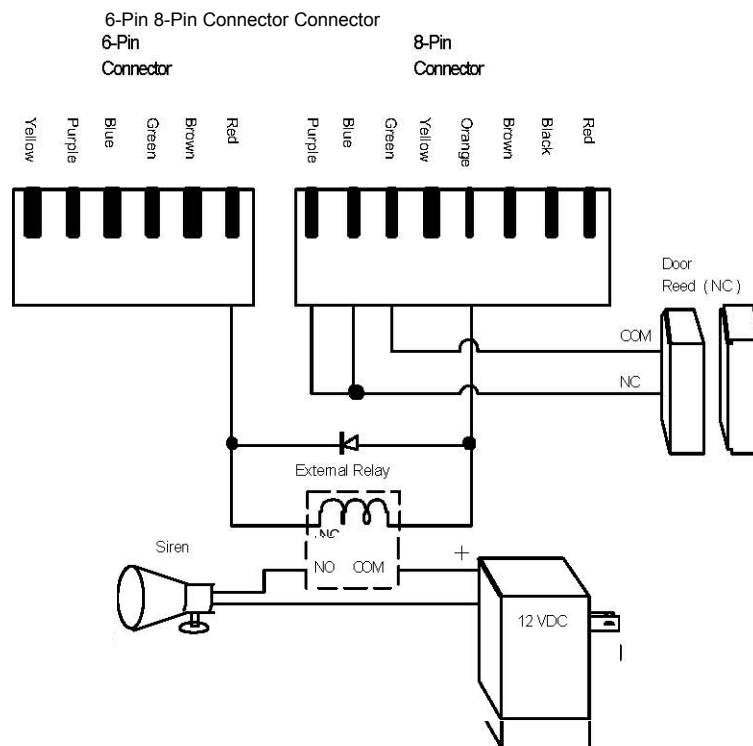 6-Pin 8-Pin Connector Connector
6-Pin
Connector
8-Pin
Connector
Yellow
Purple
Blue
Green
Brown
Red
Purple
Blue
Green
Yellow
Orange
Brown
Black
Red
Door
Reed ( NC )
COM
NC
External Relay
NC
Siren
NO COM
+
12 VDC